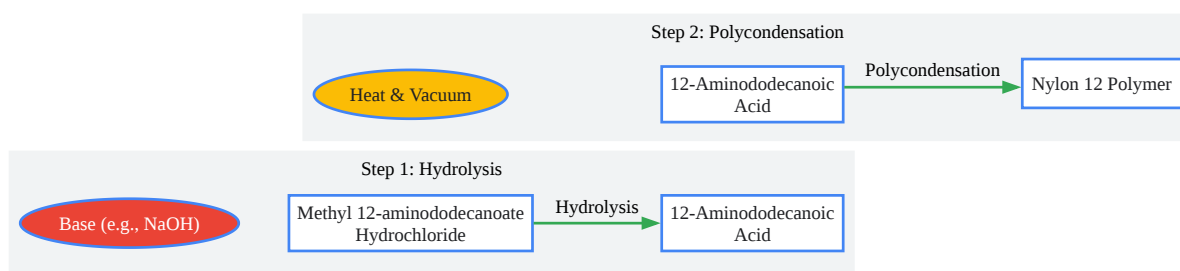 Step 2: Polycondensation
Heat & Vacuum
12-Aminododecanoic
Acid
Polycondensation
Nylon 12 Polymer
Step 1: Hydrolysis
Base (e.g., NaOH)
Methyl 12-aminododecanoate
Hydrochloride
Hydrolysis
12-Aminododecanoic
Acid